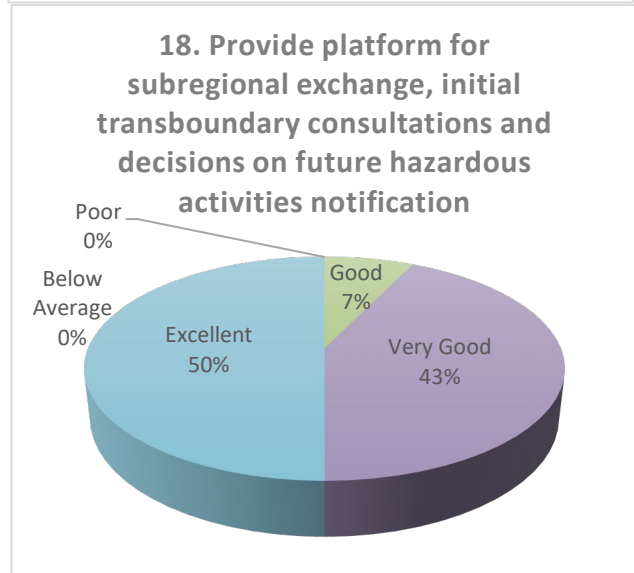 18. Provide platform for
subregional exchange, initial
transboundary consultations and
decisions on future hazardous
activities notification
Poor
0%
Below
Average
0%
Good
7%
Excellent
50%
Very Good
43%